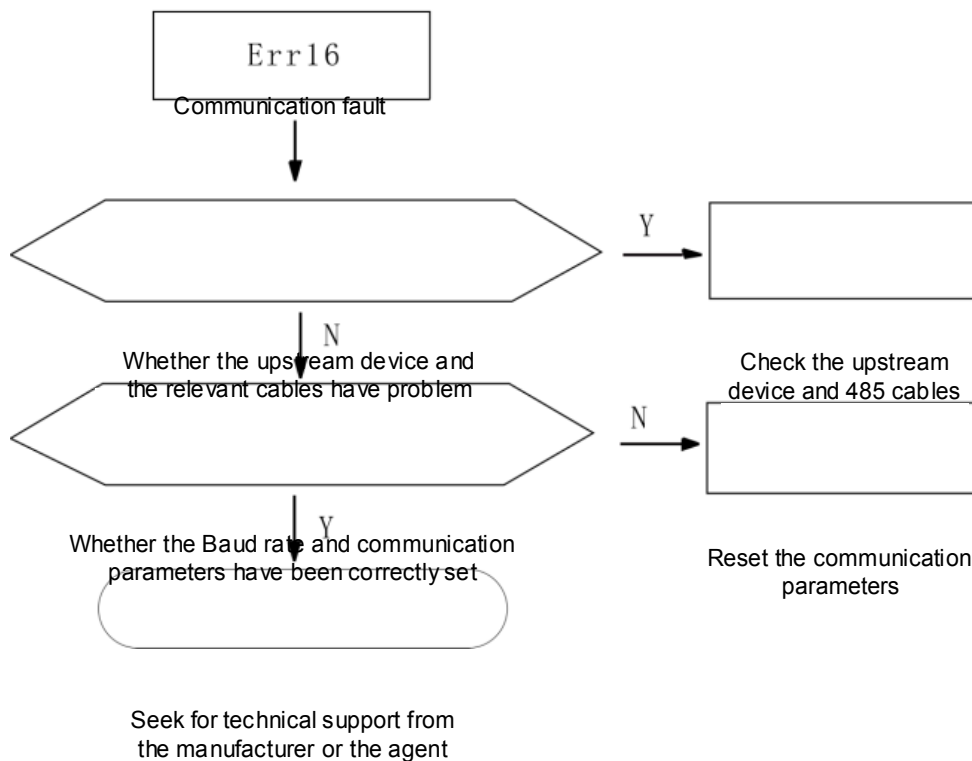 Err16
Communication fault
Y
N
Whether the upstream device and
the relevant cables have problem
Check the upstream
device and 485 cables
N
Y
Whether the Baud rate and communication
parameters have been correctly set
Reset the communication
parameters
Seek for technical support from
the manufacturer or the agent